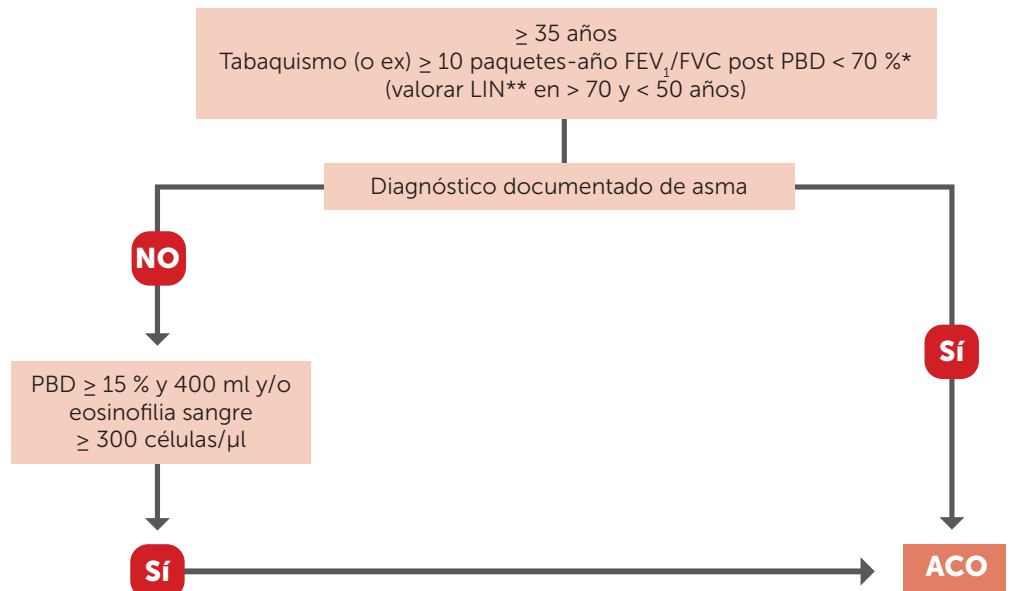 ≥ 35 años
Tabaquismo (o ex) ≥ 10 paquetes-año FEV₁/FVC post PBD < 70 %*
(valorar LIN** en > 70 y < 50 años)
Diagnóstico documentado de asma
NO
Sí
PBD ≥ 15 % y 400 ml y/o
eosinofilia sangre
≥ 300 células/µl
Sí
ACO